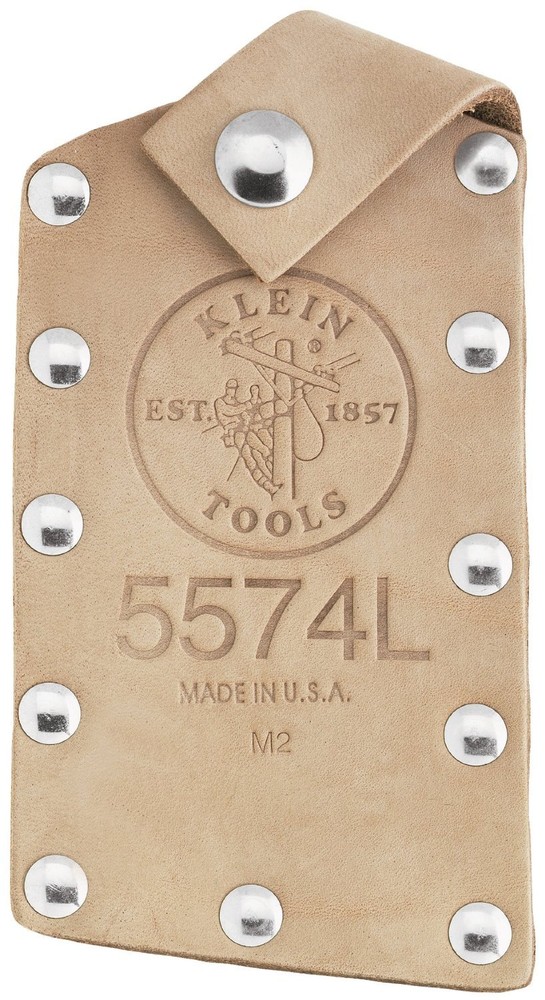 KLEIN
®
EST. 1857
TOOLS
5574L
MADE IN U.S.A.
M2